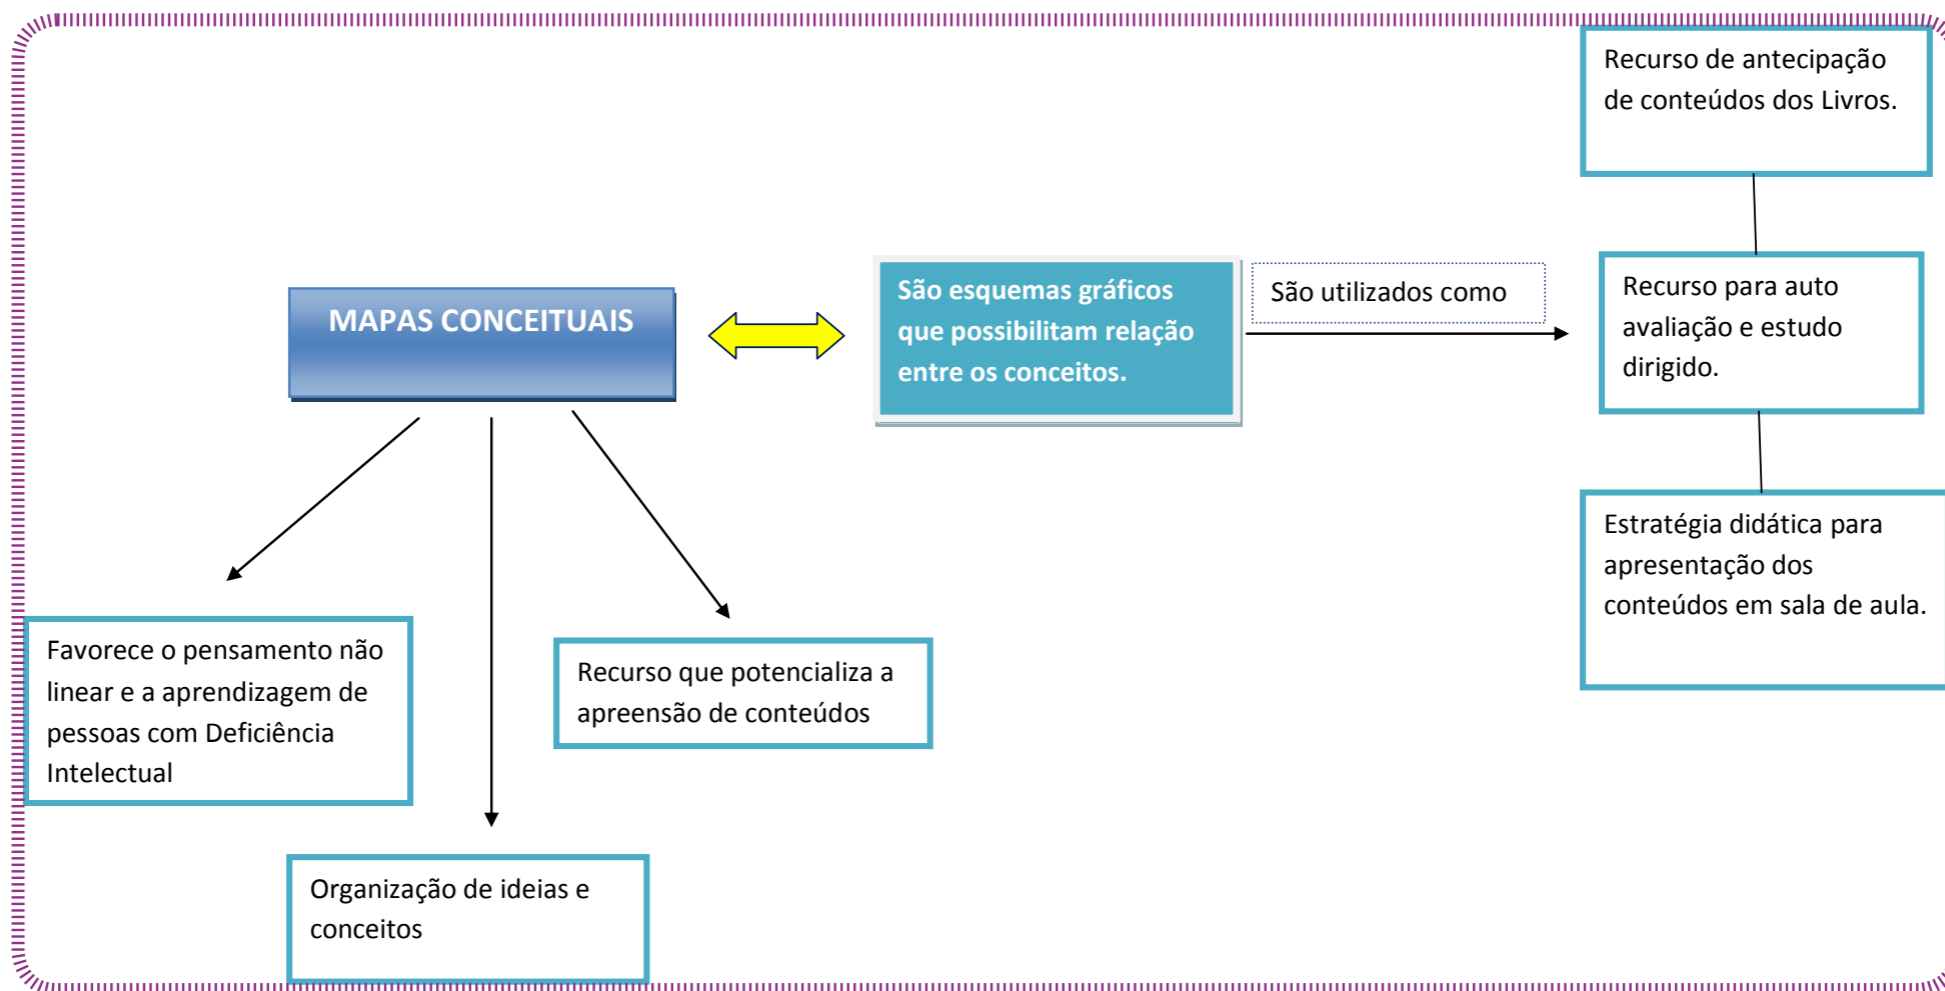 MAPAS CONCEITUAIS
São esquemas gráficos
que possibilitam relação
entre os conceitos.
São utilizados como
Recurso de antecipação
de conteúdos dos Livros.
Recurso para auto
avaliação e estudo
dirigido.
Estratégia didática para
apresentação dos
conteúdos em sala de aula.
Favorece o pensamento não
linear e a aprendizagem de
pessoas com Deficiência
Intelectual
Organização de ideias e
conceitos
Recurso que potencializa a
apreensão de conteúdos